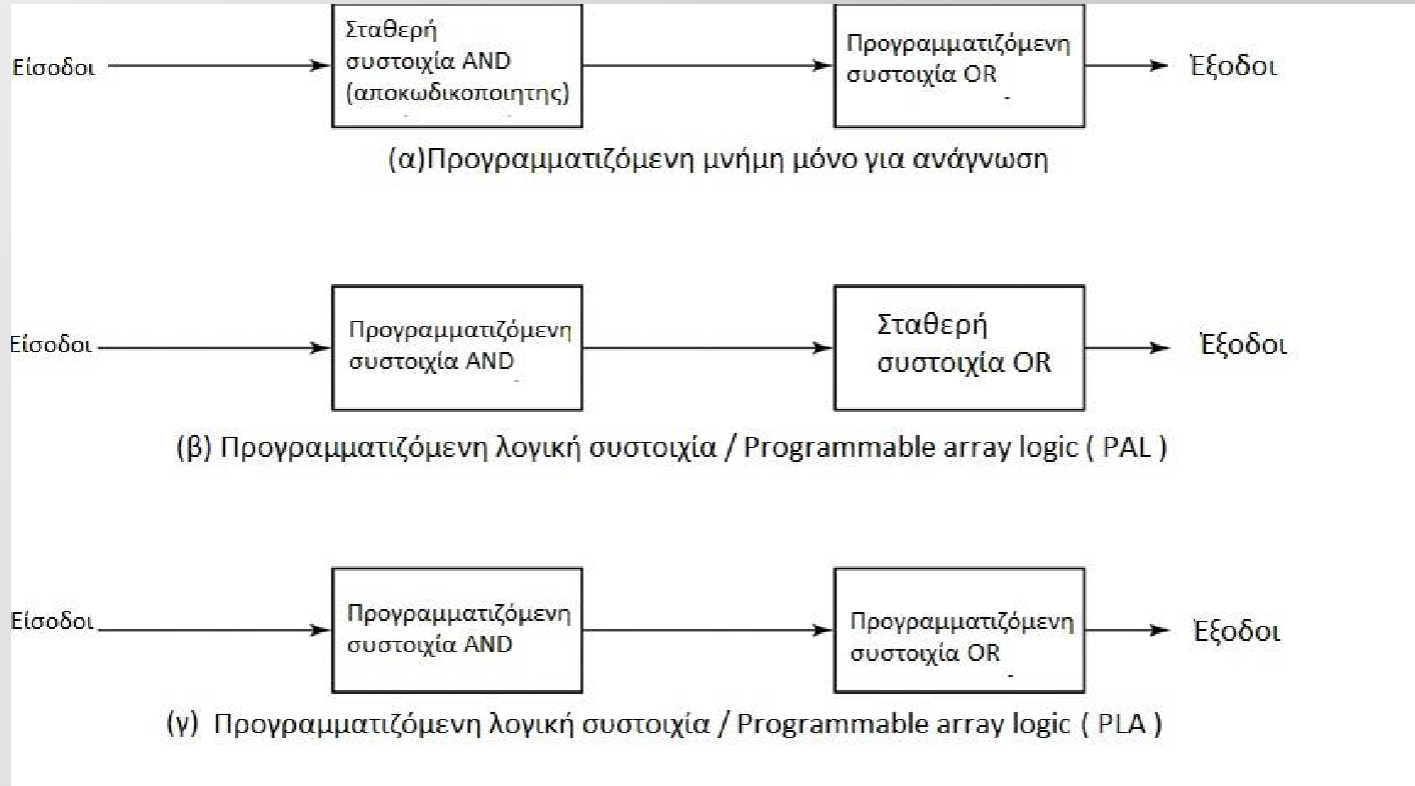 Είσοδοι
Σταθερή
συστοιχία AND
(αποκωδικοποιητης)
Προγραμματιζόμενη
συστοιχία OR
Έξοδοι
(α)Προγραμματιζόμενη μνήμη μόνο για ανάγνωση
Είσοδοι
Προγραμματιζόμενη
συστοιχία AND
Σταθερή
συστοιχία OR
Έξοδοι
(β) Προγραμματιζόμενη λογική συστοιχία / Programmable array logic ( PAL )
Είσοδοι
Προγραμματιζόμενη
συστοιχία AND
Προγραμματιζόμενη
συστοιχία OR
Έξοδοι
(γ) Προγραμματιζόμενη λογική συστοιχία / Programmable array logic ( PLA )